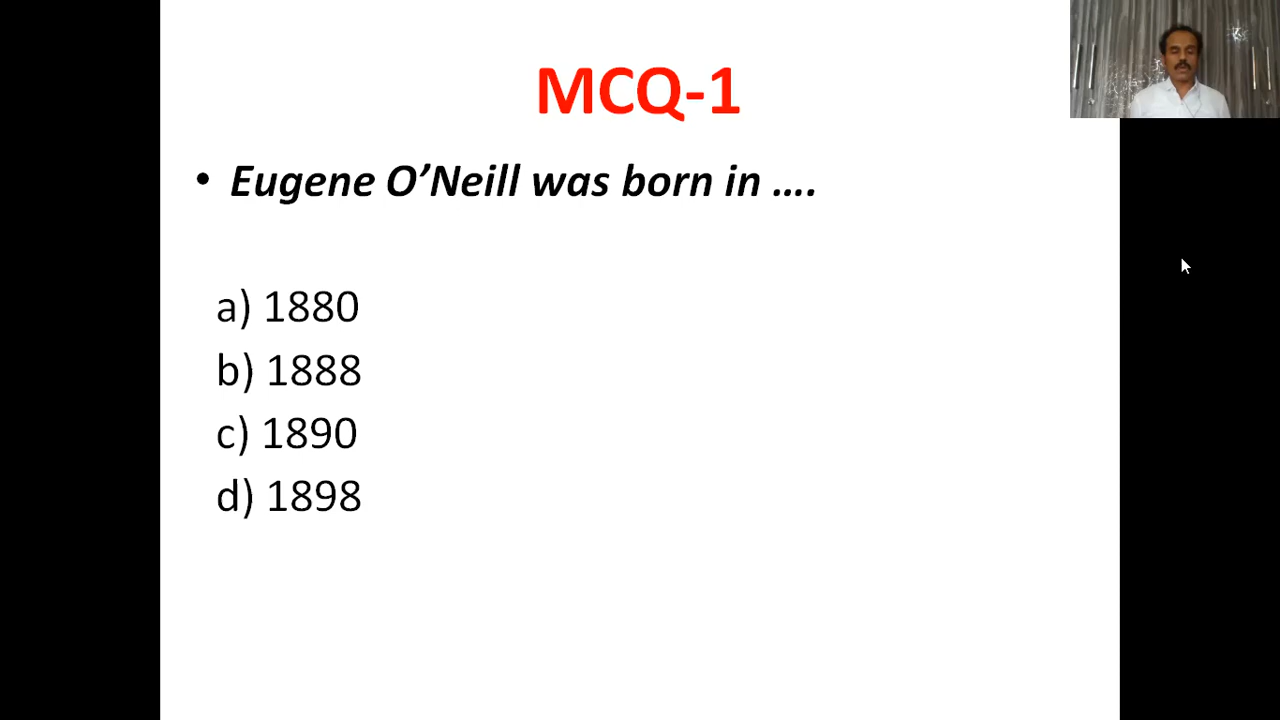 MCQ-1
• Eugene O’Neill was born in ….
a) 1880
b) 1888
c) 1890
d) 1898